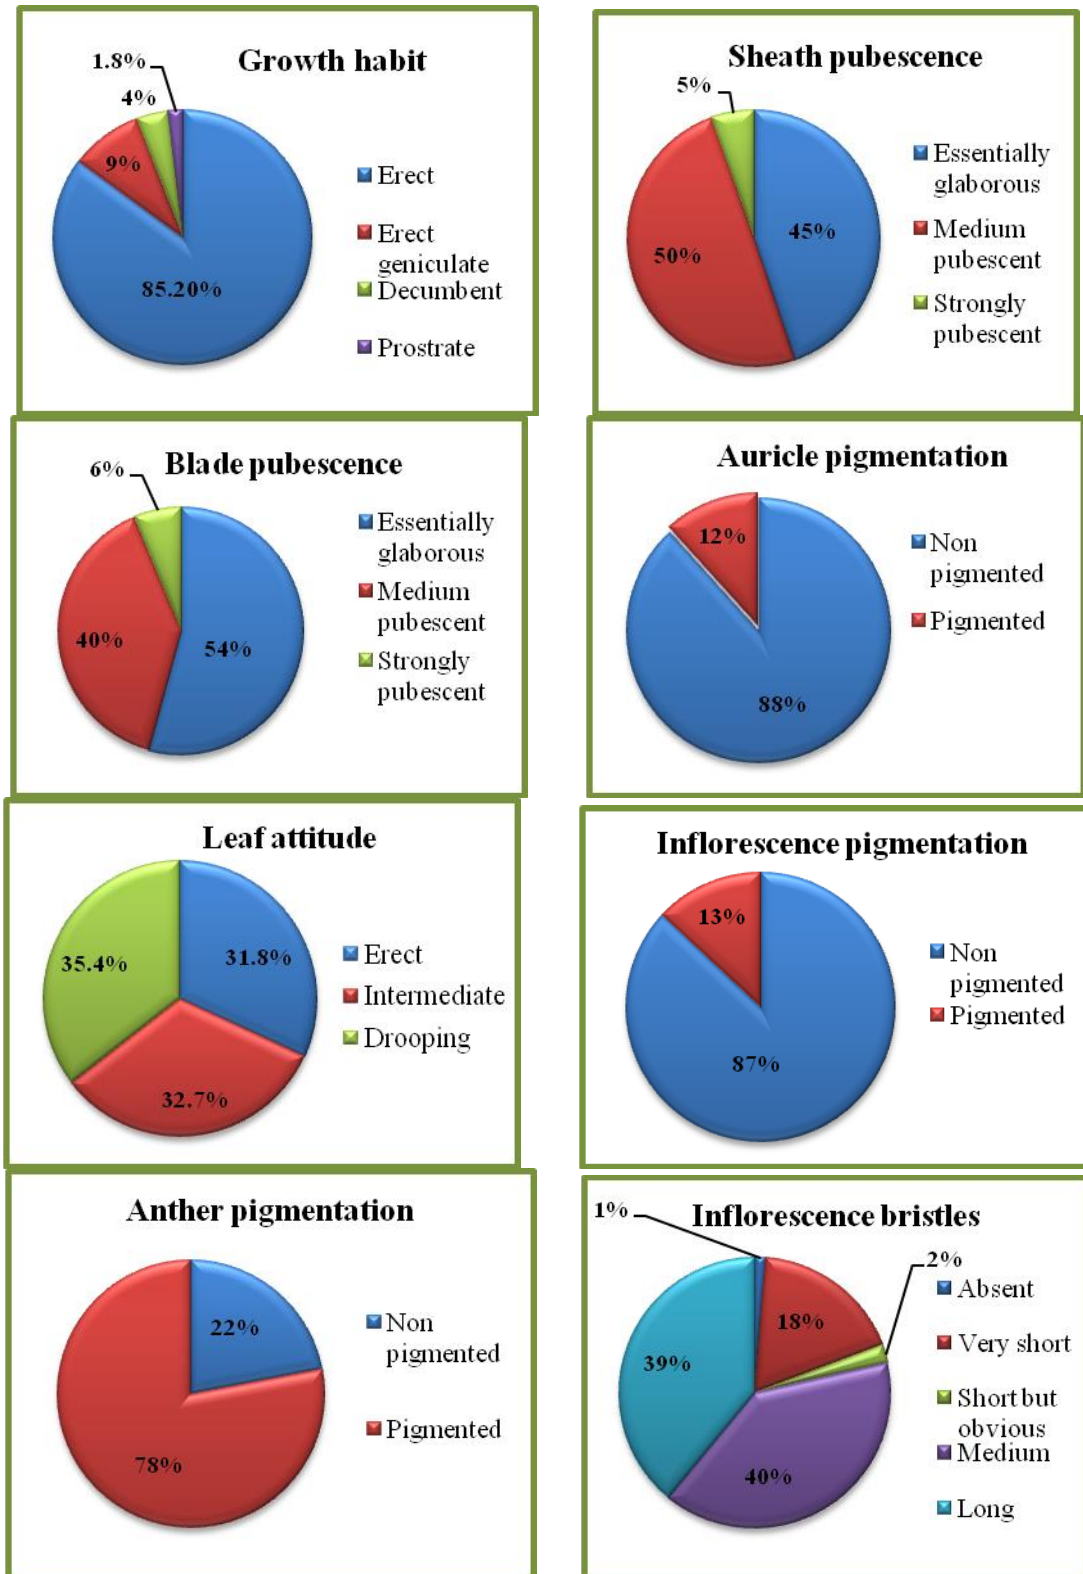 Growth habit
1.8%
4%
9%
85.20%
Erect
Erect
geniculate
Decumbent
Prostrate
Sheath pubescence
5%
45%
50%
Essentially
glaborous
Medium
pubescent
Strongly
pubescent
Blade pubescence
6%
40%
54%
Essentially
glaborous
Medium
pubescent
Strongly
pubescent
Auricle pigmentation
12%
88%
Non
pigmented
Pigmented
Leaf attitude
35.4%
31.8%
32.7%
Erect
Intermediate
Drooping
Inflorescence pigmentation
13%
87%
Non
pigmented
Pigmented
Anther pigmentation
22%
78%
Non
pigmented
Pigmented
Inflorescence bristles
1%
2%
18%
39%
40%
Absent
Very short
Short but
obvious
Medium
Long